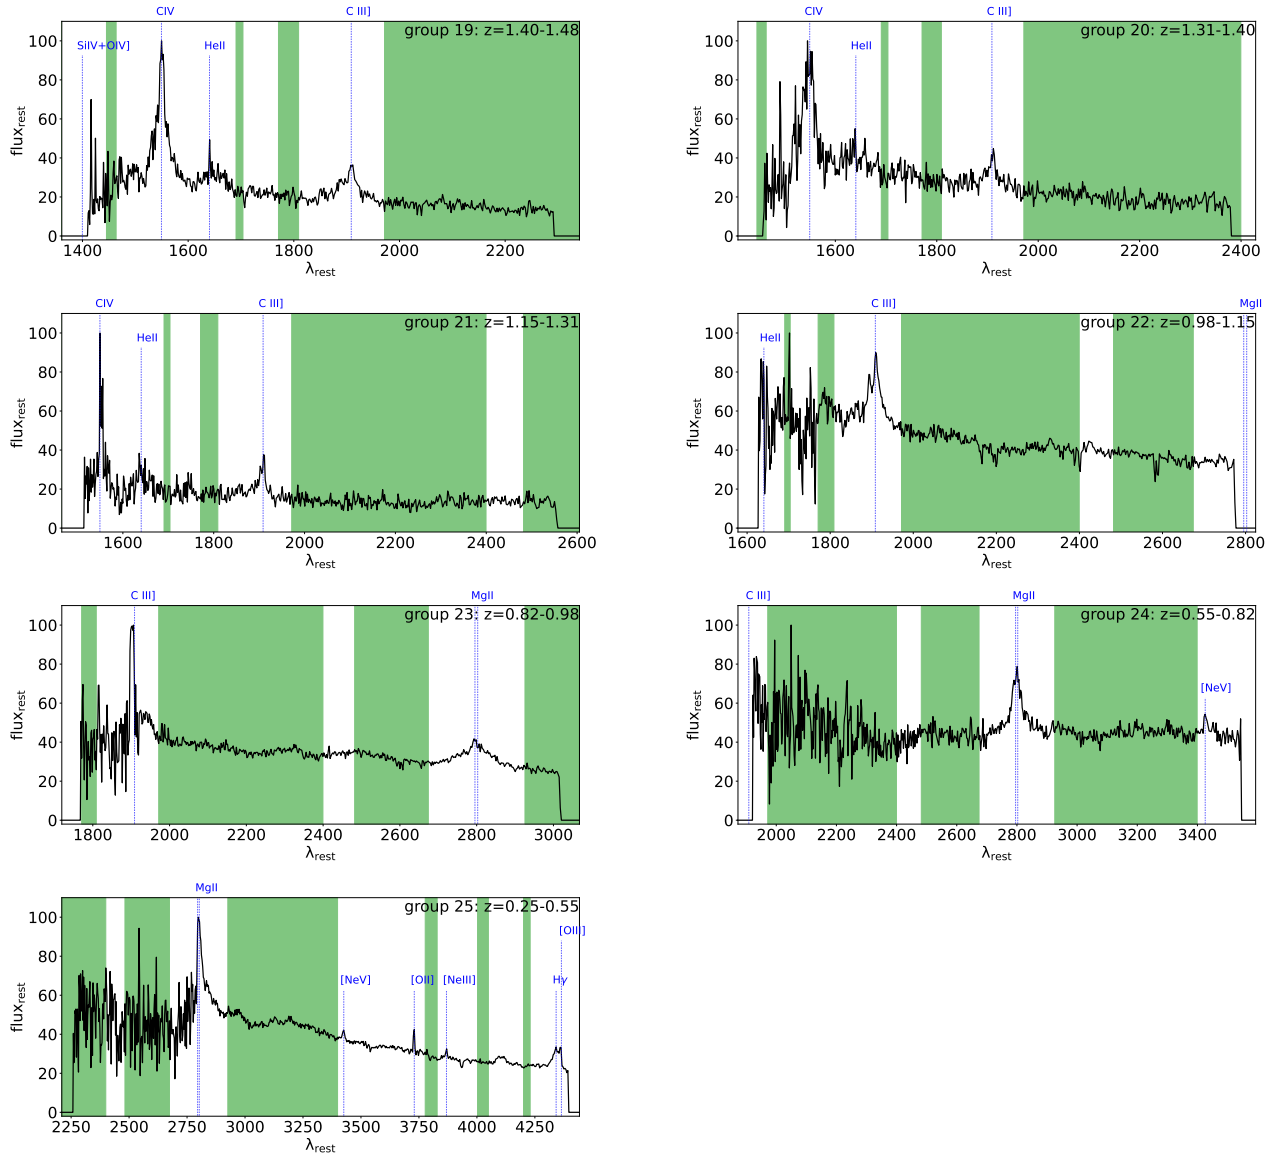 CIV C III]
group 19: z=1.40-1.48
SiIV+OIV] HeII
100
80
60
40
20
0
flux_rest
1400 1600 1800 2000 2200
λ_rest
CIV C III]
group 20: z=1.31-1.40
HeII
100
80
60
40
20
0
flux_rest
1600 1800 2000 2200 2400
λ_rest
CIV C III]
group 21: z=1.15-1.31
HeII
100
80
60
40
20
0
flux_rest
1600 1800 2000 2200 2400 2600
λ_rest
C III] MgII
group 22: z=0.98-1.15
HeII
100
80
60
40
20
0
flux_rest
1600 1800 2000 2200 2400 2600 2800
λ_rest
C III] MgII
group 23: z=0.82-0.98
100
80
60
40
20
0
flux_rest
1800 2000 2200 2400 2600 2800 3000
λ_rest
C III] MgII
group 24: z=0.55-0.82
[NeV]
100
80
60
40
20
0
flux_rest
2000 2200 2400 2600 2800 3000 3200 3400
λ_rest
MgII
group 25: z=0.25-0.55
[OIII]
[NeV] [OII] [NeIII] Hγ
100
80
60
40
20
0
flux_rest
2250 2500 2750 3000 3250 3500 3750 4000 4250
λ_rest